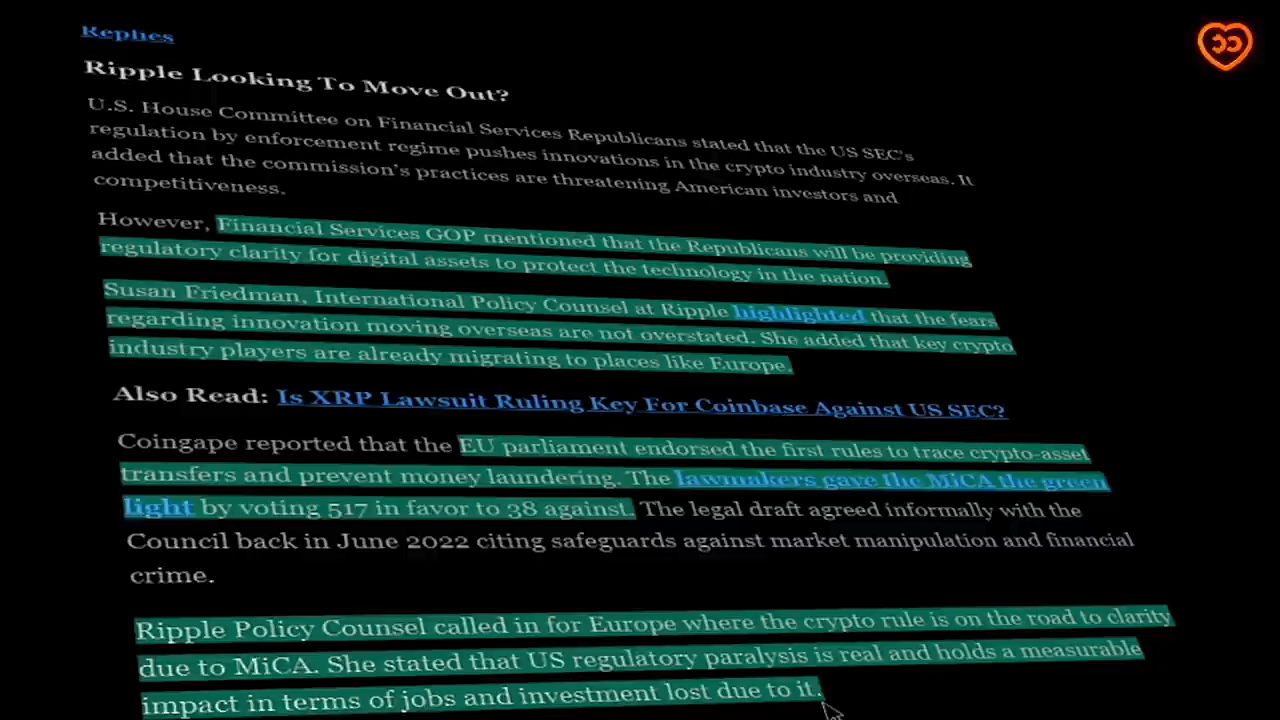 Replies
Ripple Looking To Move Out?
U.S. House Committee on Financial Services Republicans stated that the US SEC's
regulation by enforcement regime pushes innovations in the crypto industry overseas. It
added that the commission's practices are threatening American investors and
competitiveness.
However, Financial Services GOP mentioned that the Republicans will be providing
regulatory clarity for digital assets to protect the technology in the nation.
Susan Friedman, International Policy Counsel at Ripple highlighted that the fears
regarding innovation moving overseas are not overstated. She added that key crypto
industry players are already migrating to places like Europe.
Also Read: Is XRP Lawsuit Ruling Key For Coinbase Against US SEC?
Coingape reported that the EU parliament endorsed the first rules to trace crypto-asset
transfers and prevent money laundering. The lawmakers gave the MiCA the green
light by voting 517 in favor to 38 against. The legal draft agreed informally with the
Council back in June 2022 citing safeguards against market manipulation and financial
crime.
Ripple Policy Counsel called in for Europe where the crypto rule is on the road to clarity
due to MiCA. She stated that US regulatory paralysis is real and holds a measurable
impact in terms of jobs and investment lost due to it.